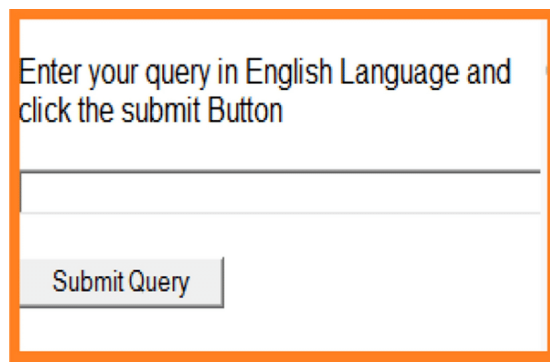 Enter your query in English Language and
click the submit Button
Submit Query